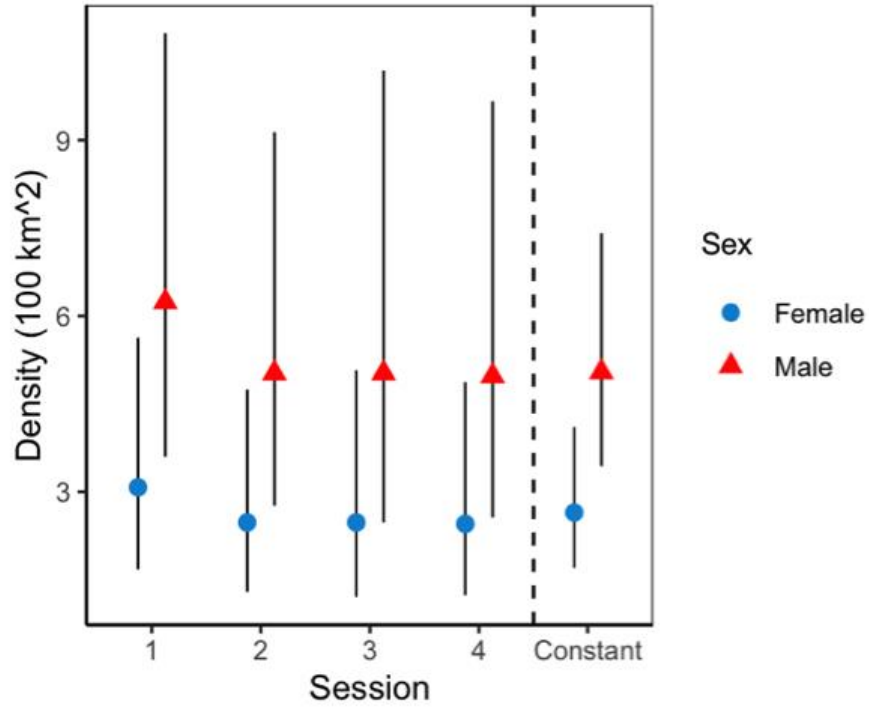 Density (100 km^2)
9
6
3
1 2 3 4 Constant
Session
Sex
Female
Male